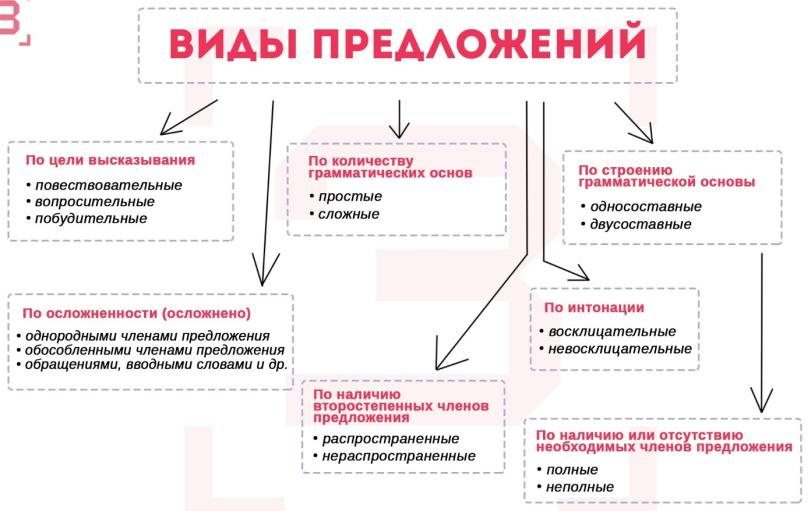 ВИДЫ ПРЕДЛОЖЕНИЙ
По цели высказывания
• повествовательные
• вопросительные
• побудительные
По количеству
грамматических основ
• простые
• сложные
По строению
грамматической основы
• односоставные
• двусоставные
По осложненности (осложнено)
• однородными членами предложения
• обособленными членами предложения
• обращениями, вводными словами и др.
По интонации
• восклицательные
• невосклицательные
По наличию
второстепенных членов
предложения
• распространенные
• нераспространенные
По наличию или отсутствию
необходимых членов предложения
• полные
• неполные